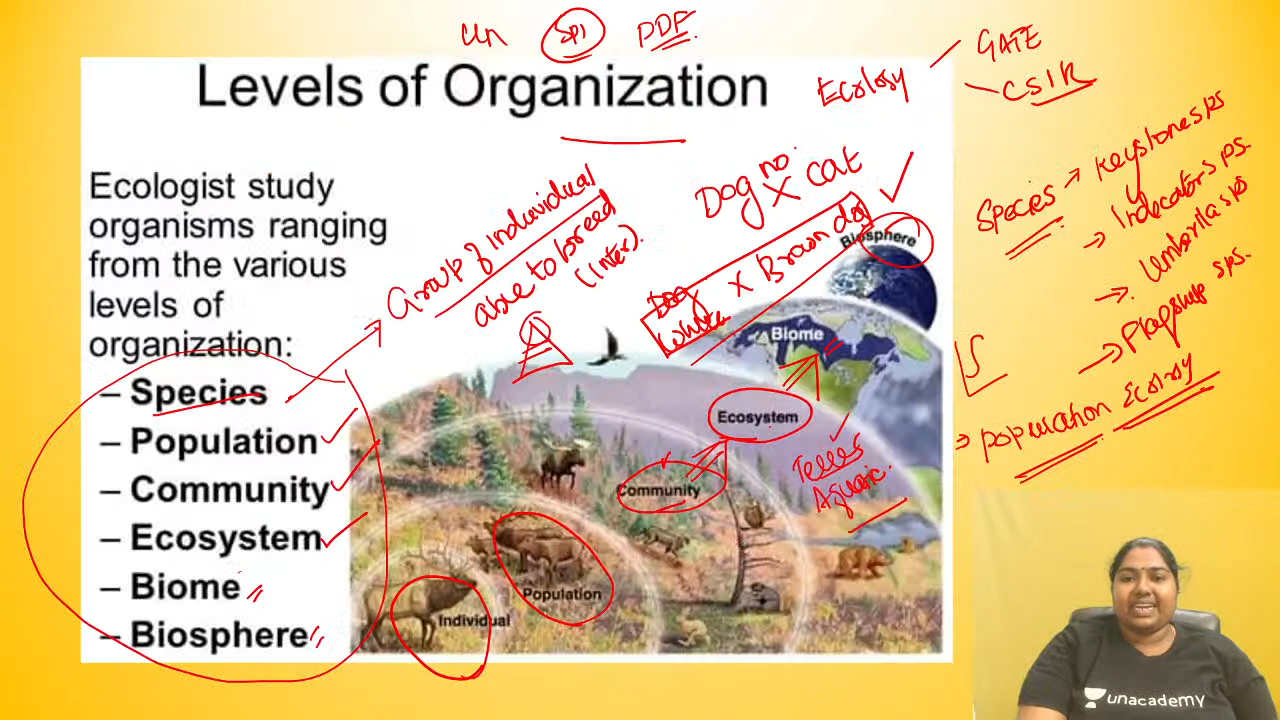 un SPI PDF
Levels of Organization
Ecology
GATE
CSIR
Ecologist study
organisms ranging
from the various
levels of
organization:
– Species
– Population
– Community
– Ecosystem
– Biome
– Biosphere
Group of individual
able to breed
(inter).
no.
Dog X cat
Dog
white X Brown dog
Biosphere
Biome
Ecosystem
Community
Population
Individual
Aquatic.
Species → Keystone sps
→ Indicators sps.
→ umbrella sps
→ Flagship sps.
→ population Ecology
unacademy